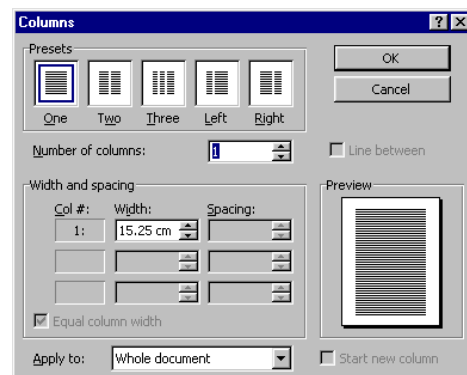 Columns
Presets
OK
Cancel
One Two Three Left Right
Number of columns: 1
Line between
Width and spacing
Preview
Col #: Width: Spacing:
1: 15.25 cm
Equal column width
Apply to: Whole document
Start new column